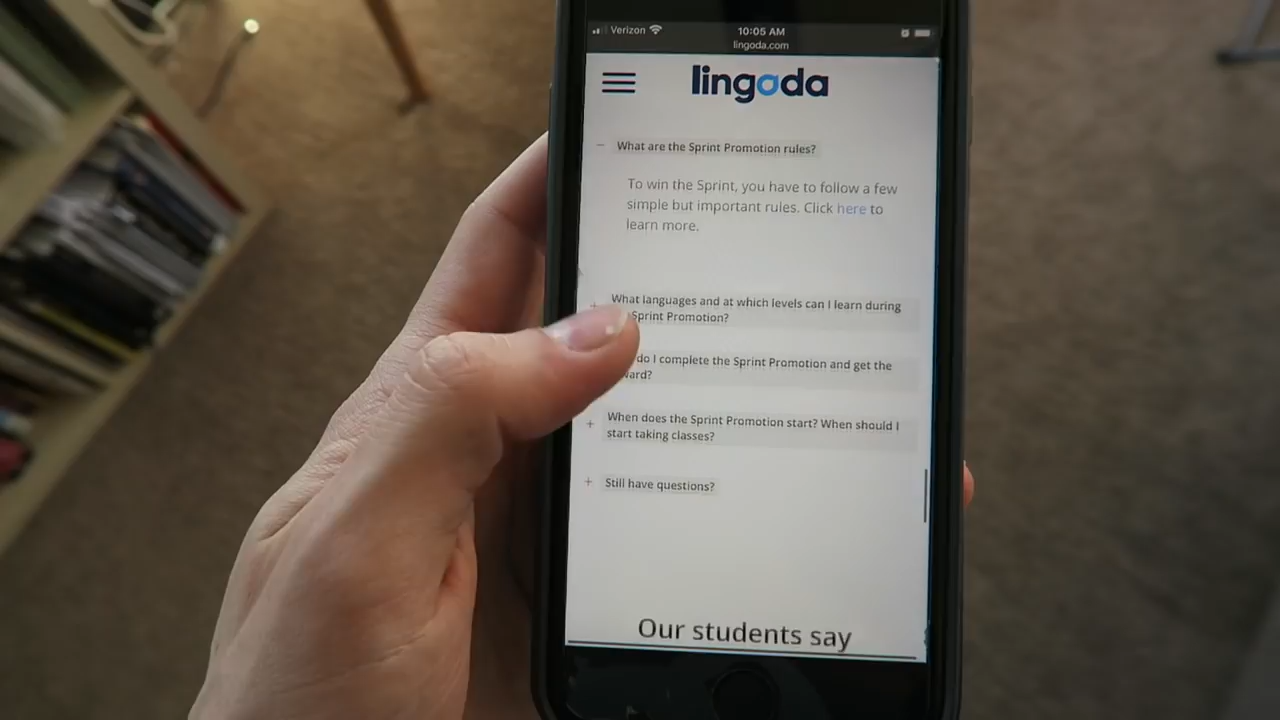 Verizon
10:05 AM
lingoda.com
lingoda
What are the Sprint Promotion rules?
To win the Sprint, you have to follow a few
simple but important rules. Click here to
learn more.
What languages and at which levels can I learn during
Sprint Promotion?
do I complete the Sprint Promotion and get the
When does the Sprint Promotion start? When should I
start taking classes?
Still have questions?
Our students say